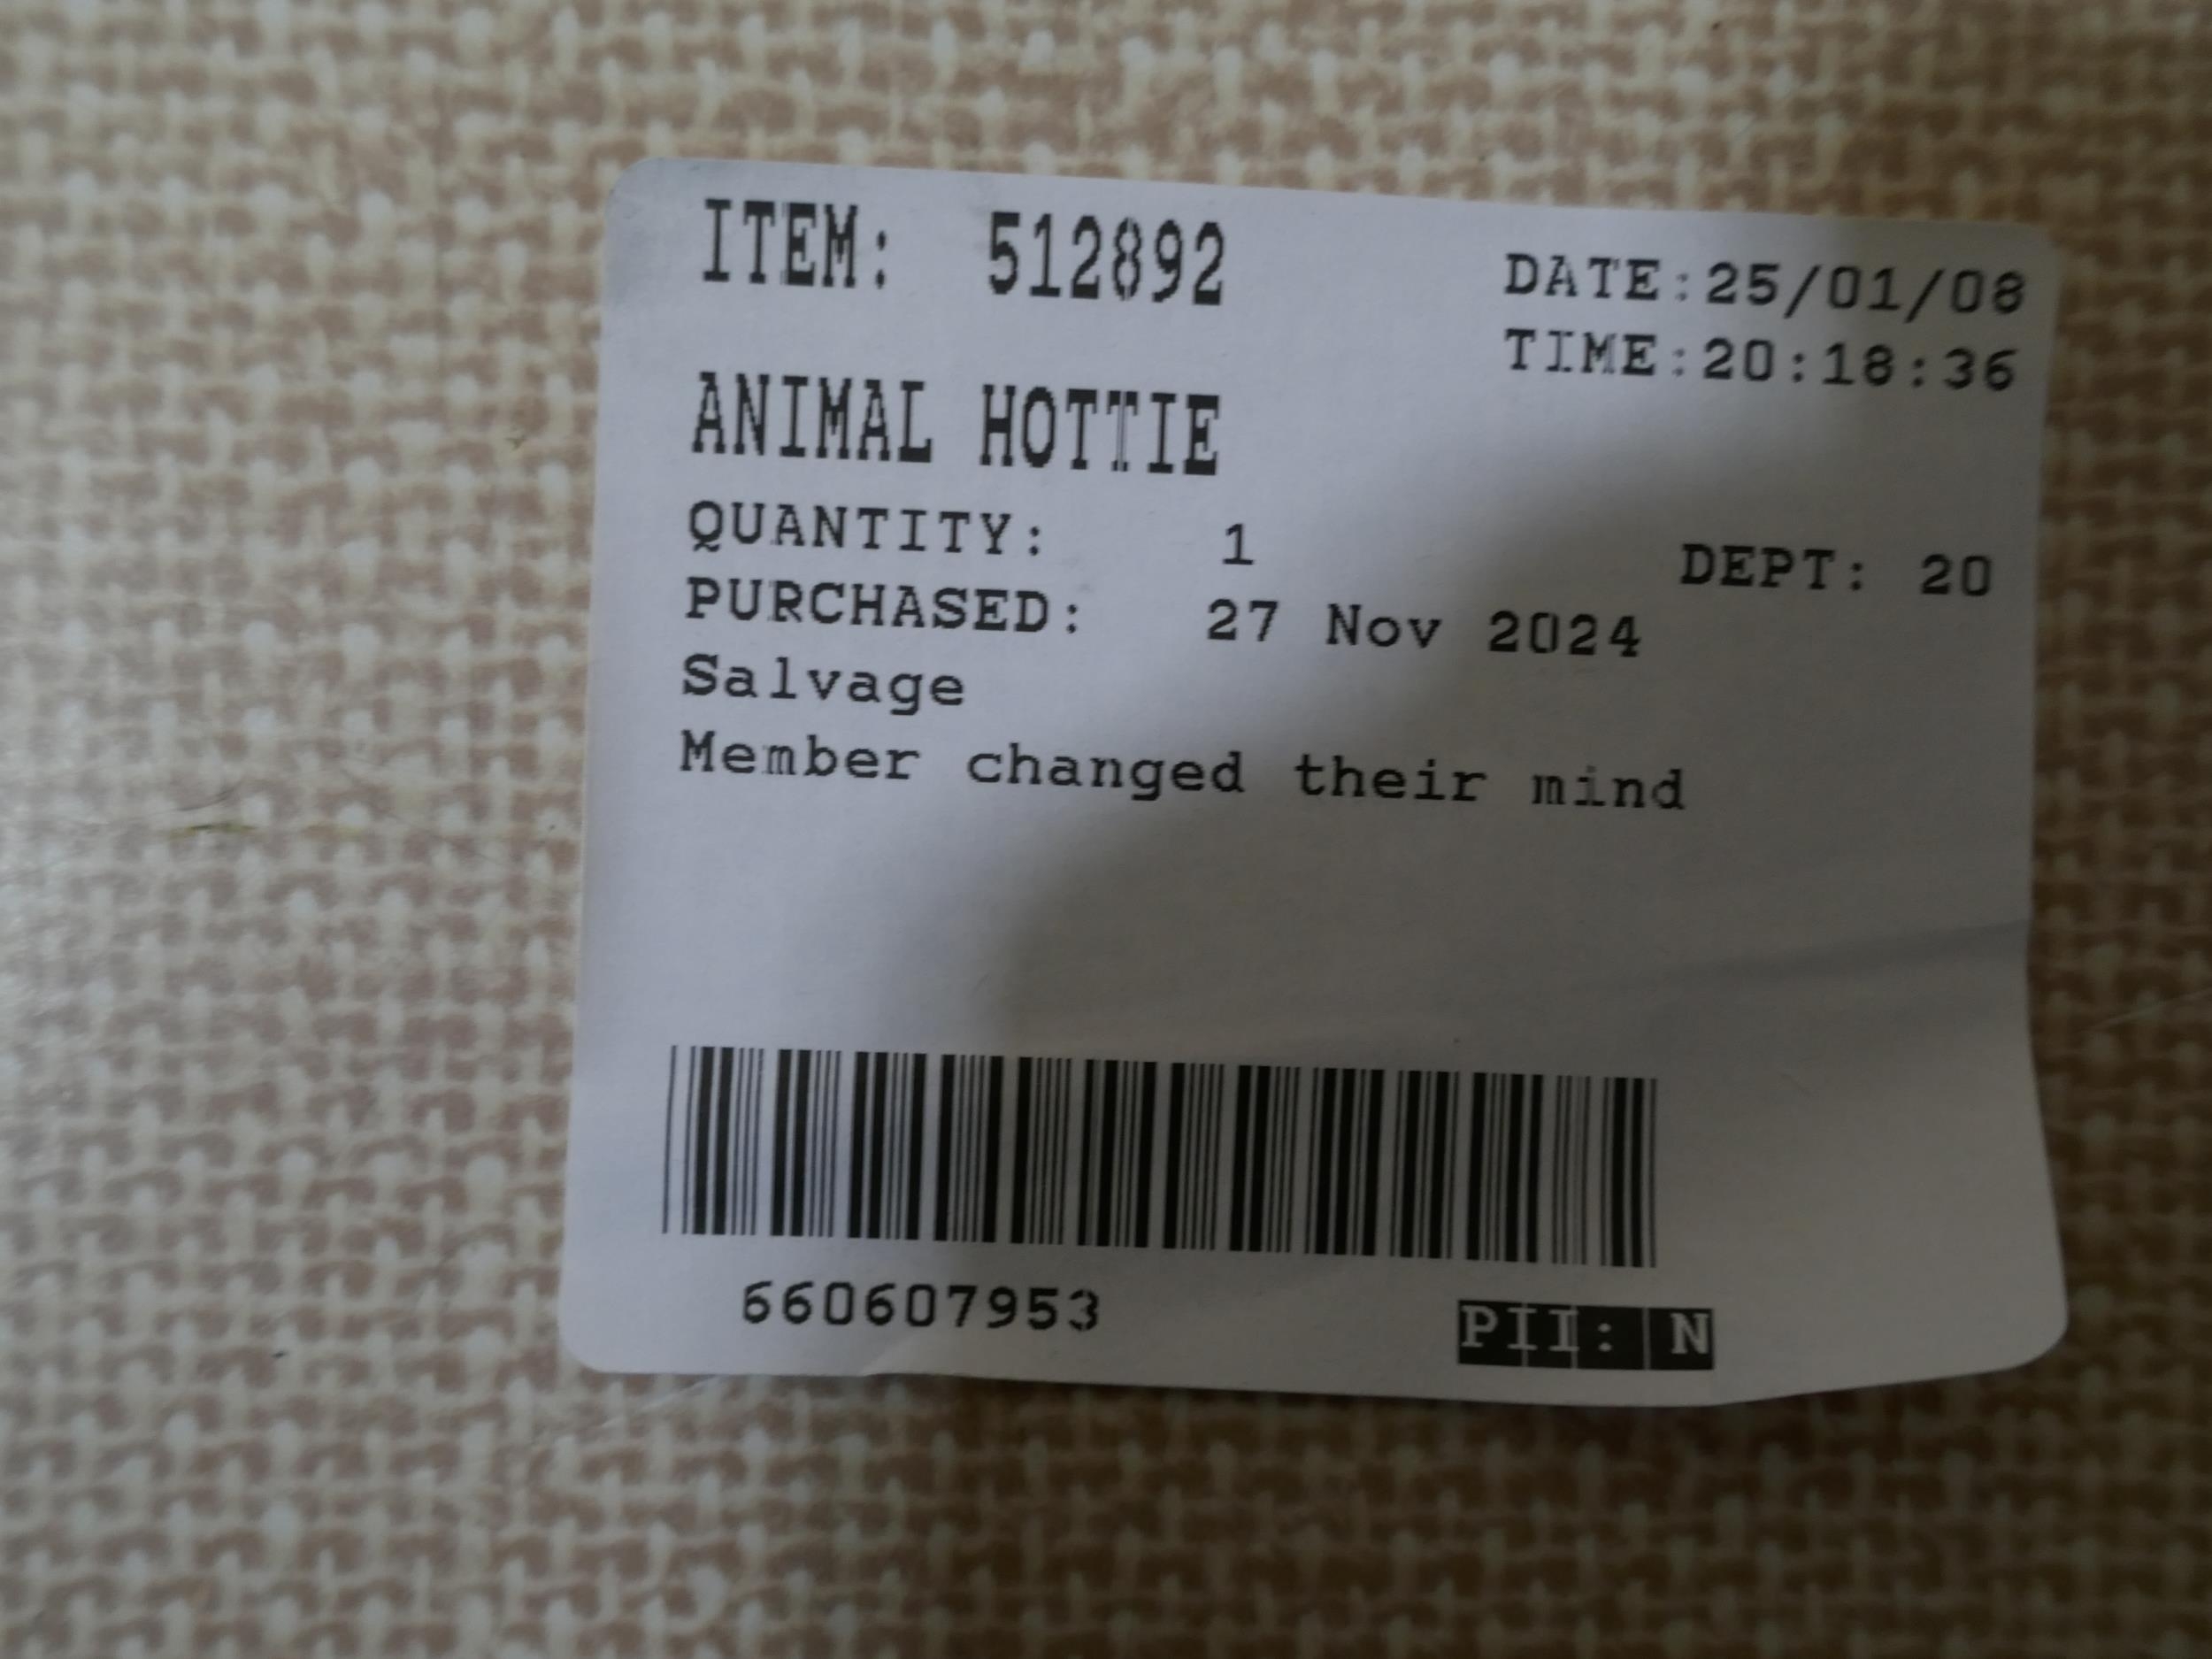 ITEM: 512892
DATE:25/01/08
TIME:20:18:36
ANIMAL HOTTIE
QUANTITY: 1
DEPT: 20
PURCHASED: 27 Nov 2024
Salvage
Member changed their mind
660607953
PII: N